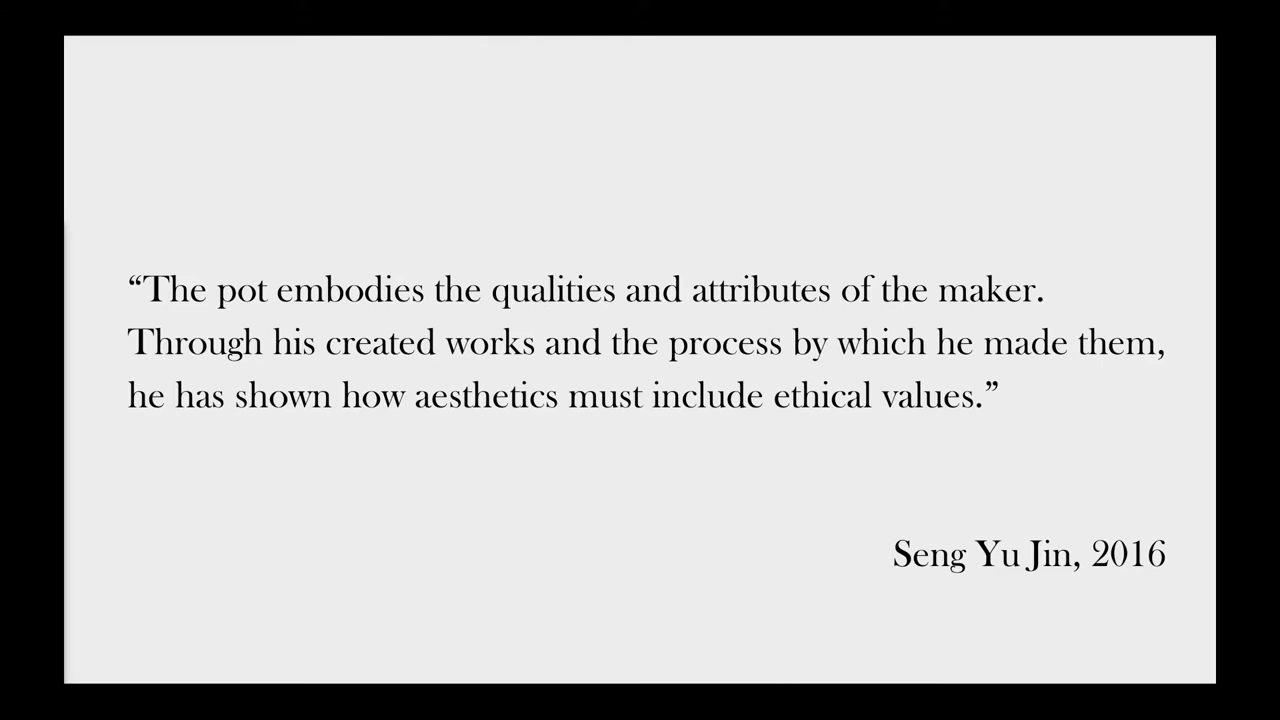 “The pot embodies the qualities and attributes of the maker.
Through his created works and the process by which he made them,
he has shown how aesthetics must include ethical values.”
Seng Yu Jin, 2016